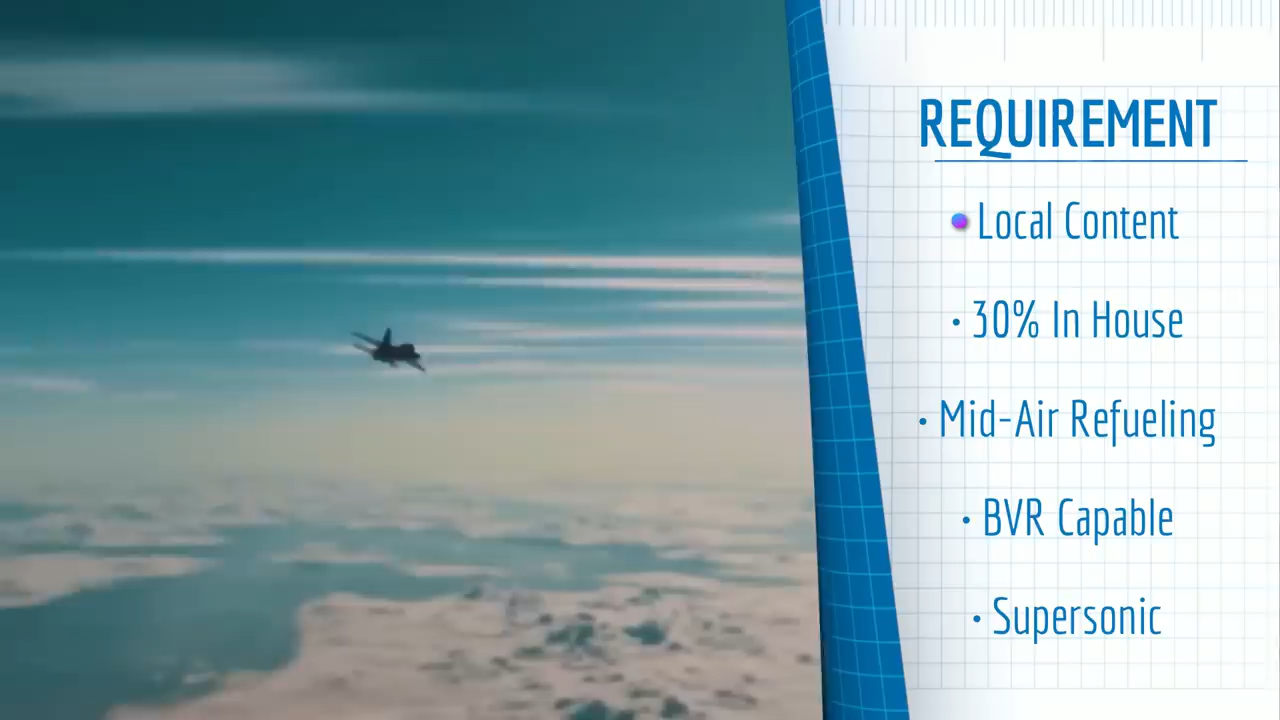 REQUIREMENT
• Local Content
• 30% In House
• Mid-Air Refueling
• BVR Capable
• Supersonic